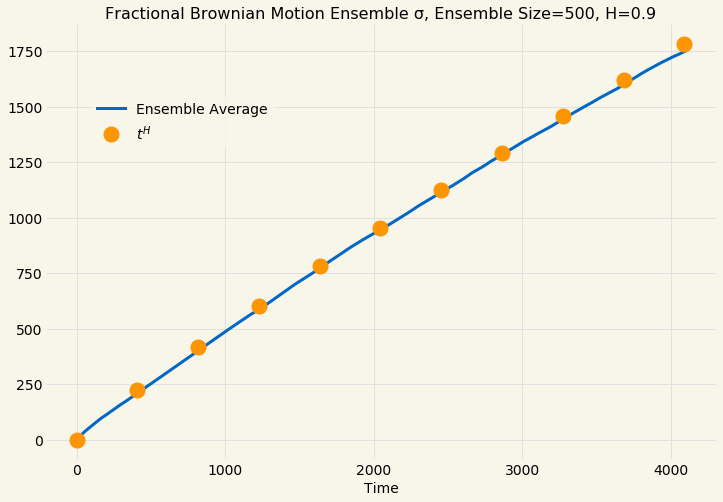 Fractional Brownian Motion Ensemble σ, Ensemble Size=500, H=0.9
1750
1500
1250
1000
750
500
250
0
Ensemble Average
t^H
0 1000 2000 3000 4000
Time